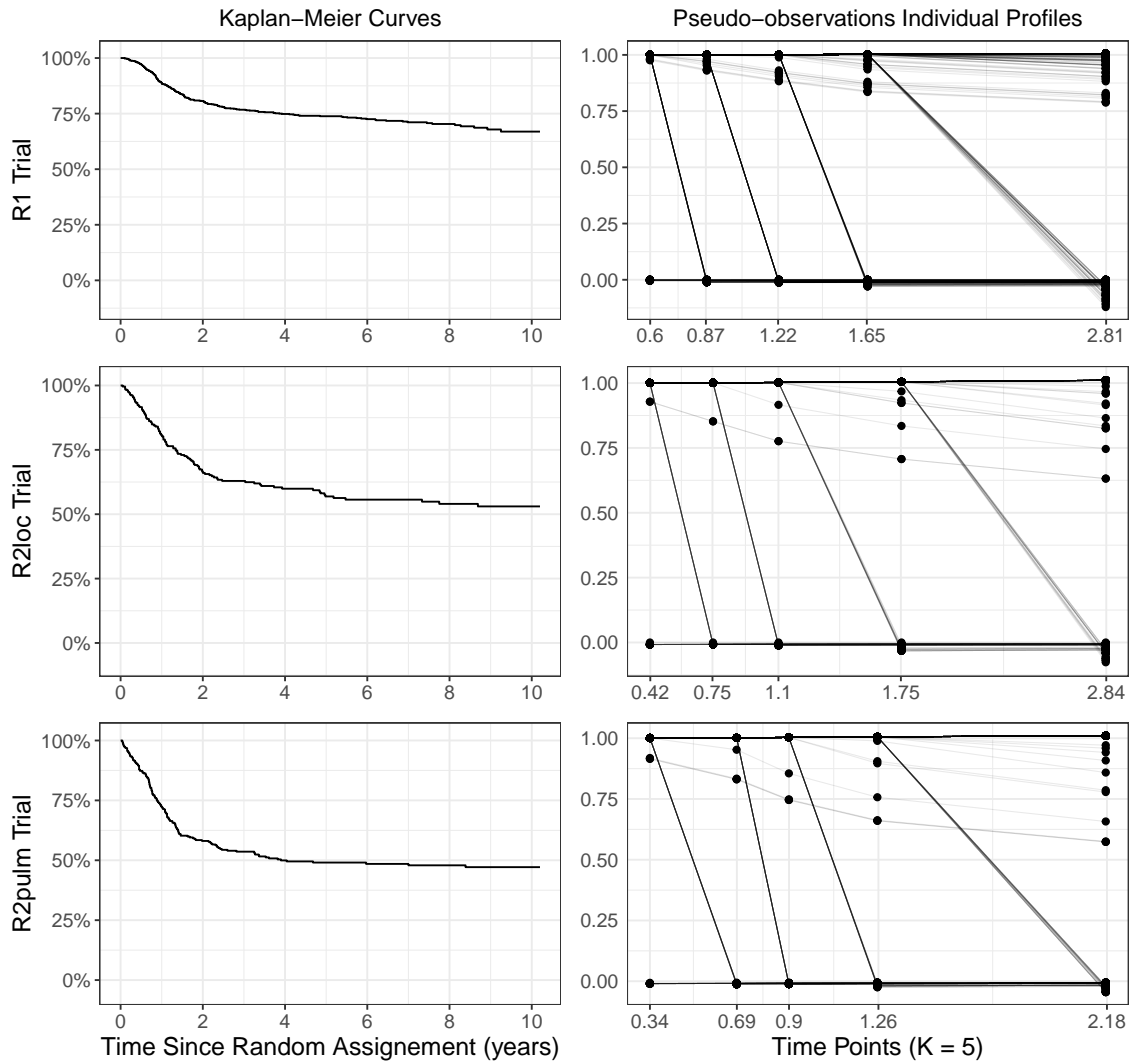 Kaplan−Meier Curves
Pseudo−observations Individual Profiles
R1 Trial
100%
75%
50%
25%
0%
0 2 4 6 8 10
1.00
0.75
0.50
0.25
0.00
0.6 0.87 1.22 1.65 2.81
R2loc Trial
100%
75%
50%
25%
0%
0 2 4 6 8 10
1.00
0.75
0.50
0.25
0.00
0.42 0.75 1.1 1.75 2.84
R2pulm Trial
100%
75%
50%
25%
0%
0 2 4 6 8 10
1.00
0.75
0.50
0.25
0.00
0.34 0.69 0.9 1.26 2.18
Time Since Random Assignement (years)
Time Points (K = 5)